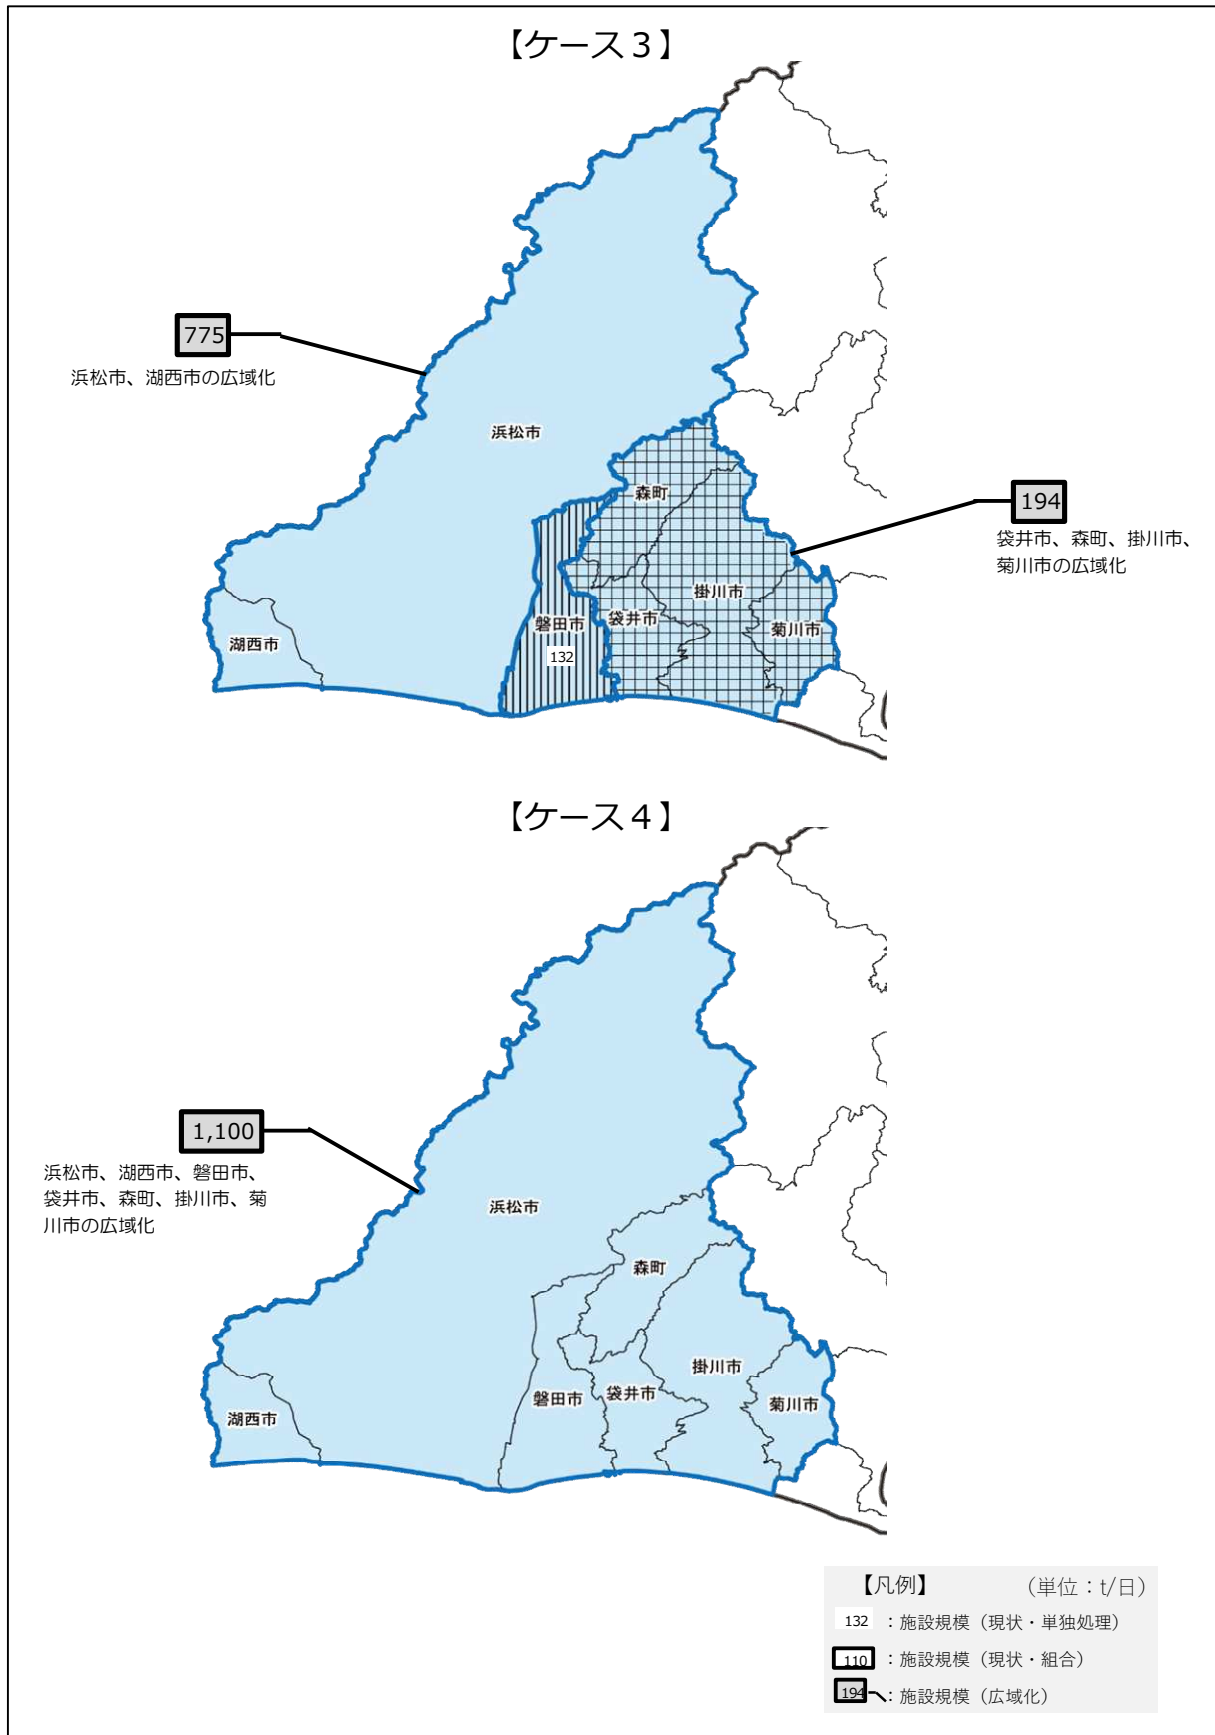 【ケース３】
775
浜松市、湖西市の広域化
浜松市
森町
194
袋井市、森町、掛川市、
菊川市の広域化
掛川市
袋井市
磐田市
菊川市
湖西市
132
【ケース４】
1,100
浜松市、湖西市、磐田市、
袋井市、森町、掛川市、菊
川市の広域化
浜松市
森町
掛川市
袋井市
磐田市
菊川市
湖西市
【凡例】 （単位：t/日）
132 ：施設規模（現状・単独処理）
110 ：施設規模（現状・組合）
194 ：施設規模（広域化）